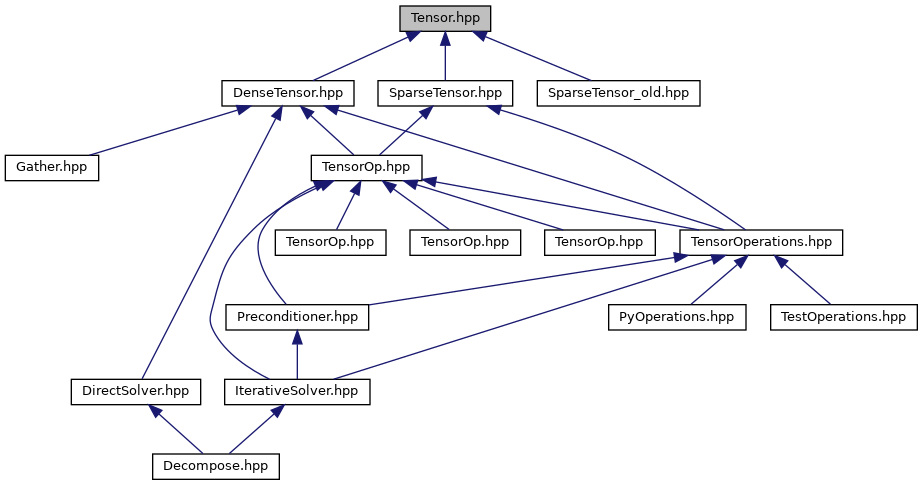 Tensor.hpp
DenseTensor.hpp
SparseTensor.hpp
SparseTensor_old.hpp
Gather.hpp
TensorOp.hpp
TensorOp.hpp
TensorOp.hpp
TensorOp.hpp
TensorOperations.hpp
Preconditioner.hpp
PyOperations.hpp
TestOperations.hpp
DirectSolver.hpp
IterativeSolver.hpp
Decompose.hpp